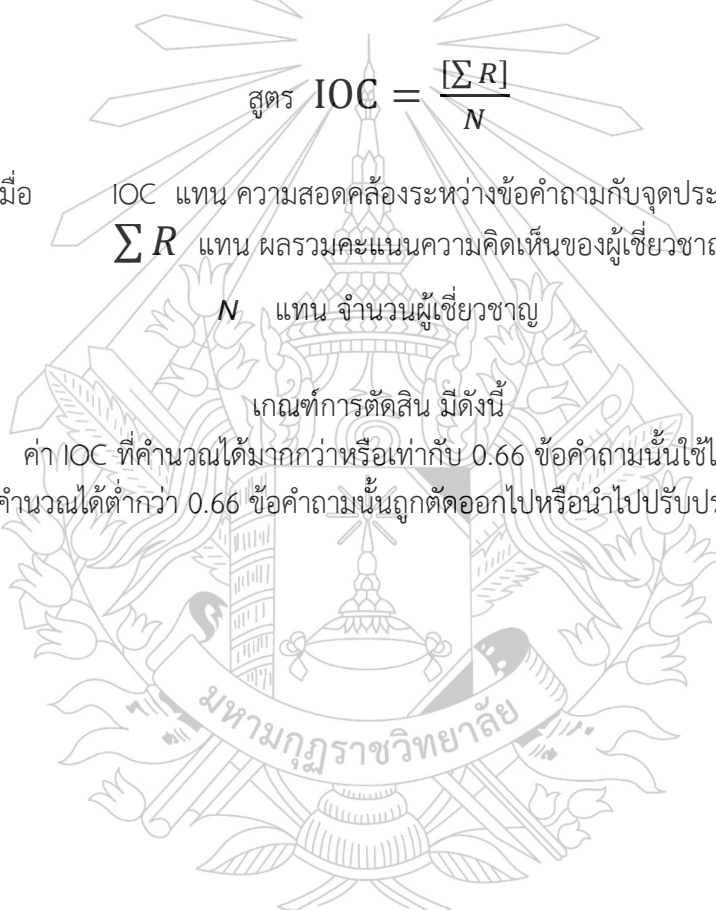 สูตร IOC = [∑ R] / N
มื่อ IOC แทน ความสอดคล้องระหว่างข้อคำถามกับจุดประ
∑ R แทน ผลรวมคะแนนความคิดเห็นของผู้เชี่ยวชา
N แทน จำนวนผู้เชี่ยวชาญ
เกณฑ์การตัดสิน มีดังนี้
ค่า IOC ที่คำนวณได้มากกว่าหรือเท่ากับ 0.66 ข้อคำถามนั้นใช้ไ
คำนวณได้ต่ำกว่า 0.66 ข้อคำถามนั้นถูกตัดออกไปหรือนำไปปรับปร
มหามกุฏราชวิทยาลัย